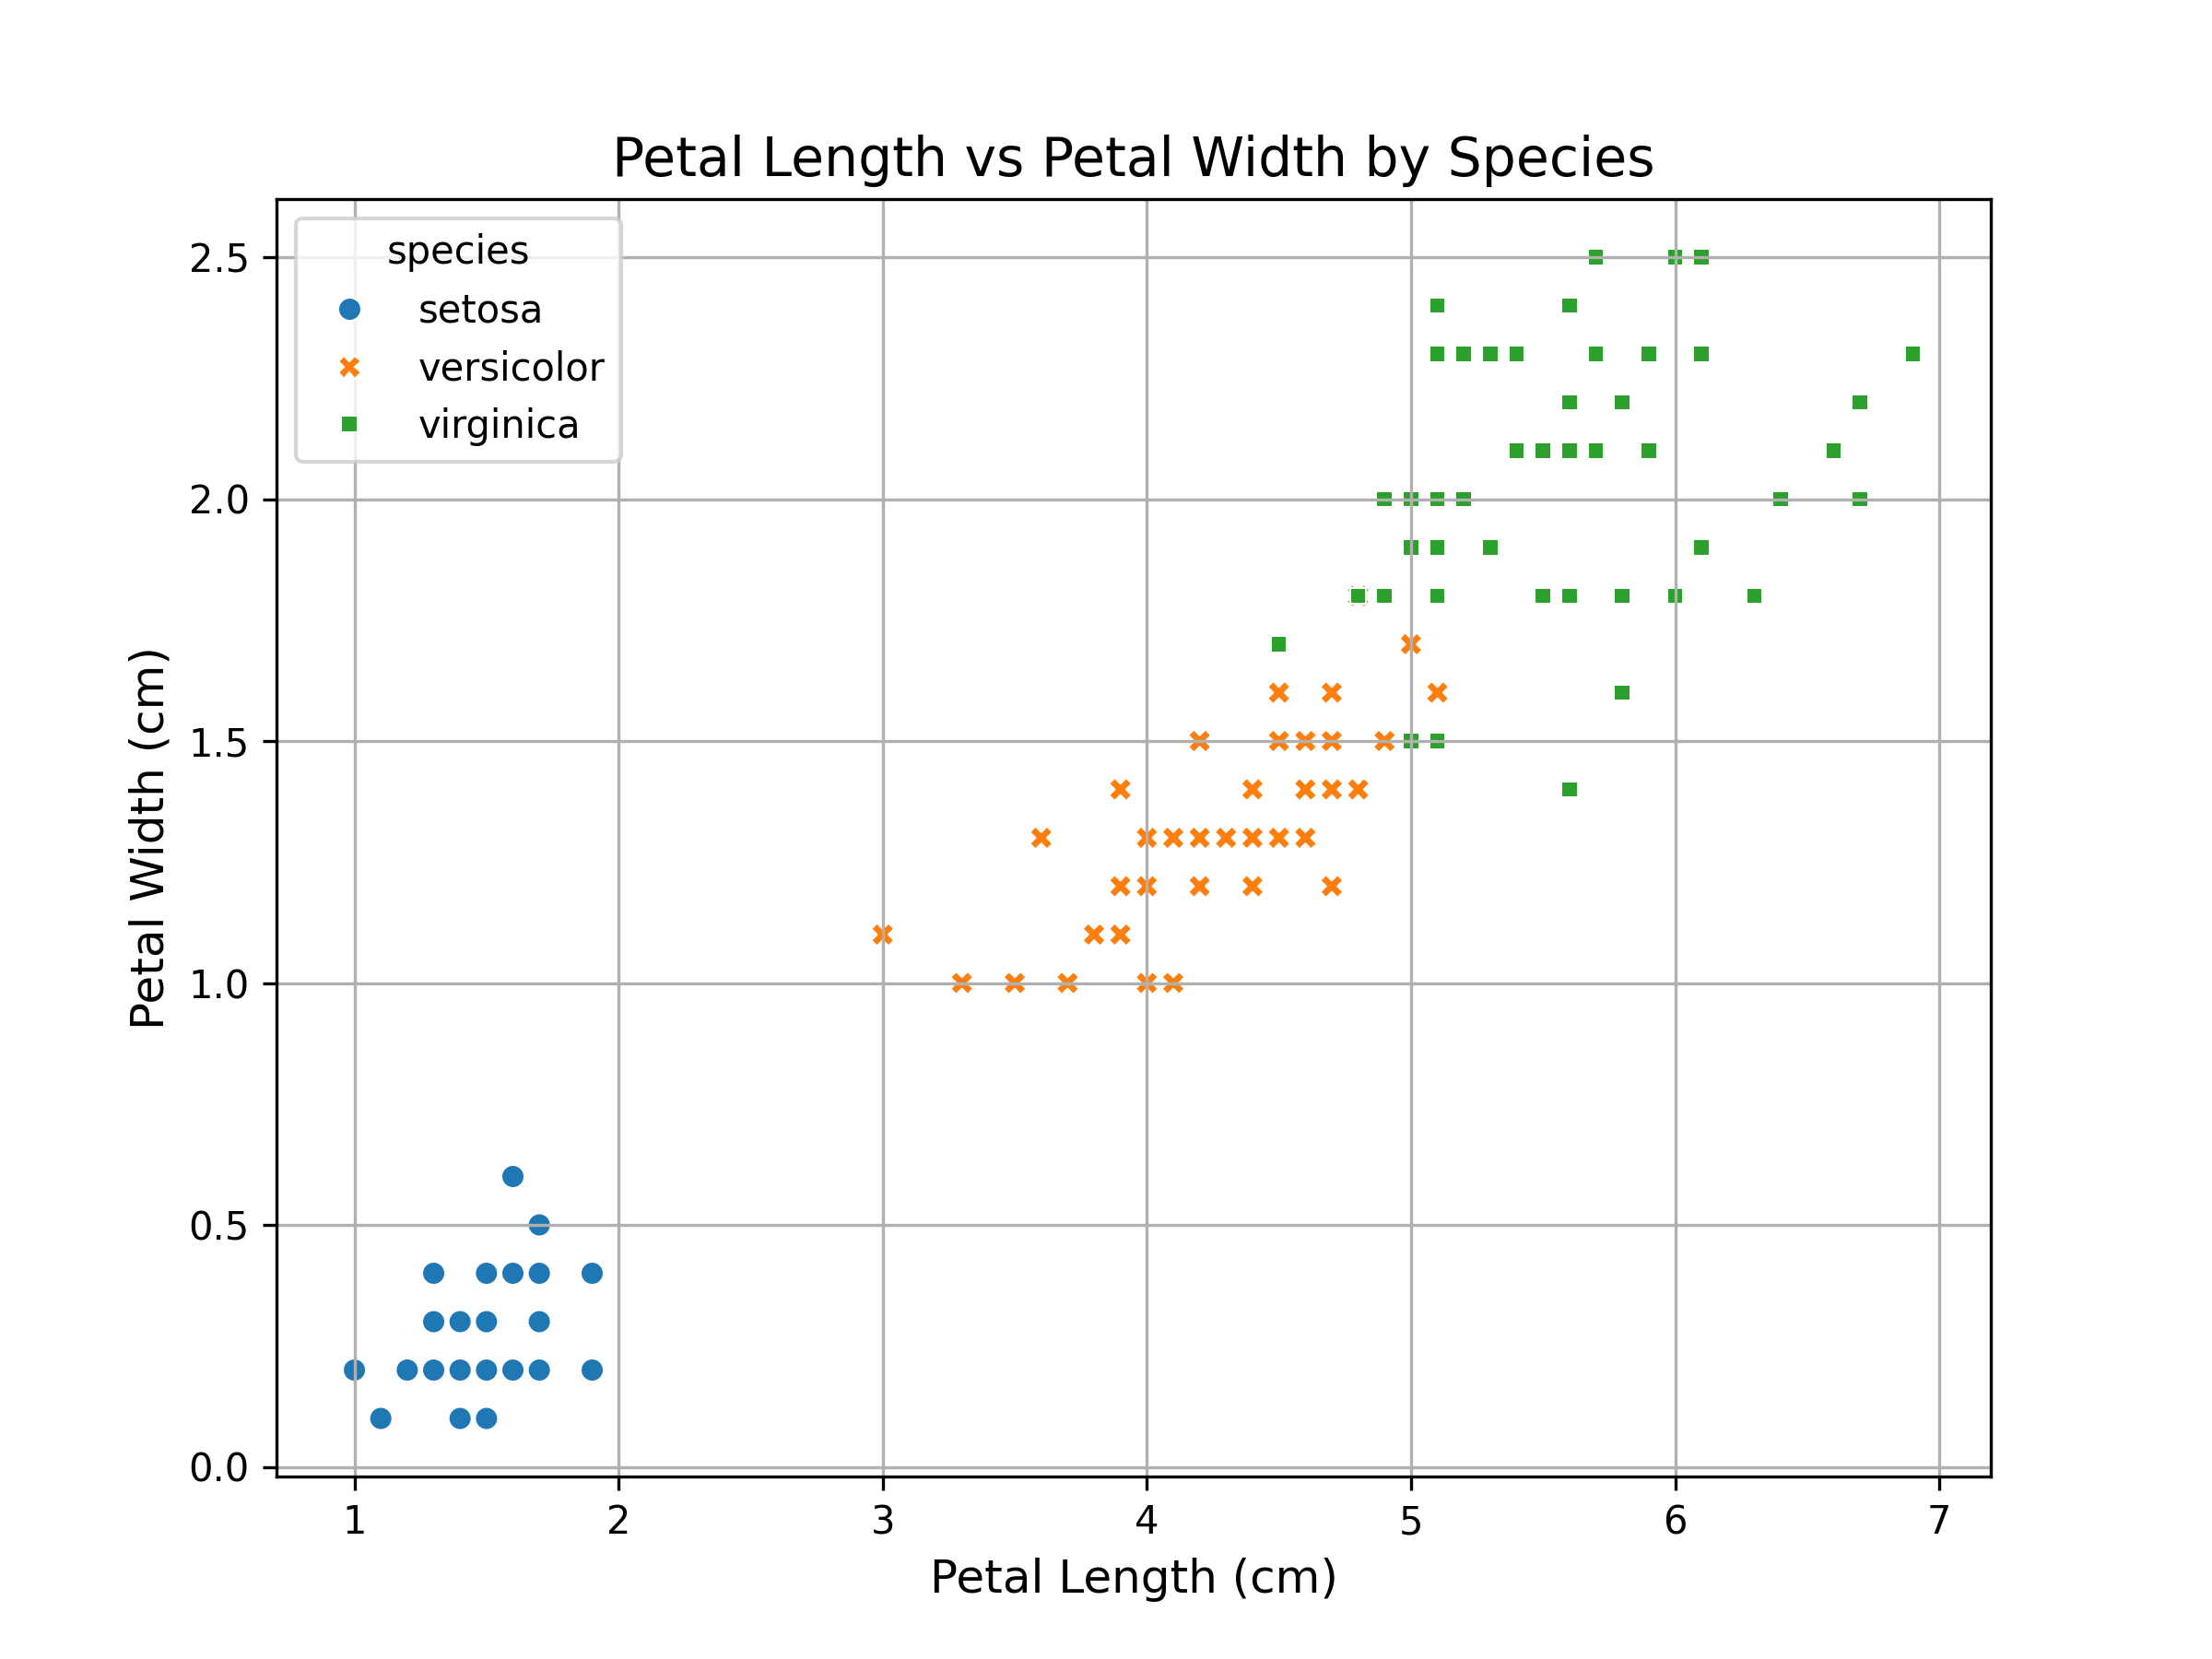 Petal Length vs Petal Width by Species
species
setosa
versicolor
virginica
2.5
2.0
1.5
1.0
0.5
0.0
Petal Width (cm)
1 2 3 4 5 6 7
Petal Length (cm)